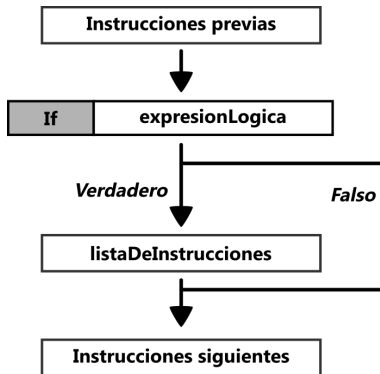 Instrucciones previas
If expresionLogica
Verdadero Falso
listaDeInstrucciones
Instrucciones siguientes